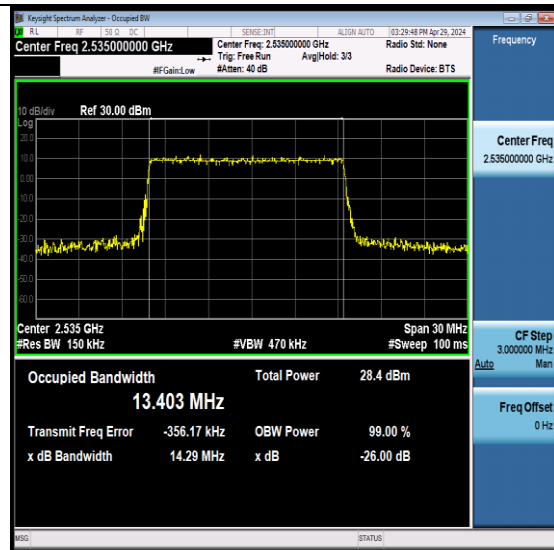 Keysight Spectrum Analyzer - Occupied BW
RL RF 50 Ω DC SENSE:INT ALIGN AUTO 03:29:48 PM Apr 29, 2024
Center Freq 2.535000000 GHz
Center Freq: 2.535000000 GHz
Radio Std: None
Trig: Free Run Avg|Hold: 3/3
#IFGain:Low #Atten: 40 dB Radio Device: BTS
Frequency
10 dB/div Ref 30.00 dBm
Log
20.0
10.0
0.00
-10.0
-20.0
-30.0
-40.0
-50.0
-60.0
Center 2.535 GHz Span 30 MHz
#Res BW 150 kHz #VBW 470 kHz #Sweep 100 ms
Occupied Bandwidth Total Power 28.4 dBm
13.403 MHz
Transmit Freq Error -356.17 kHz OBW Power 99.00 %
x dB Bandwidth 14.29 MHz x dB -26.00 dB
Center Freq
2.535000000 GHz
CF Step
3.000000 MHz
Auto Man
Freq Offset
0 Hz
MSG STATUS